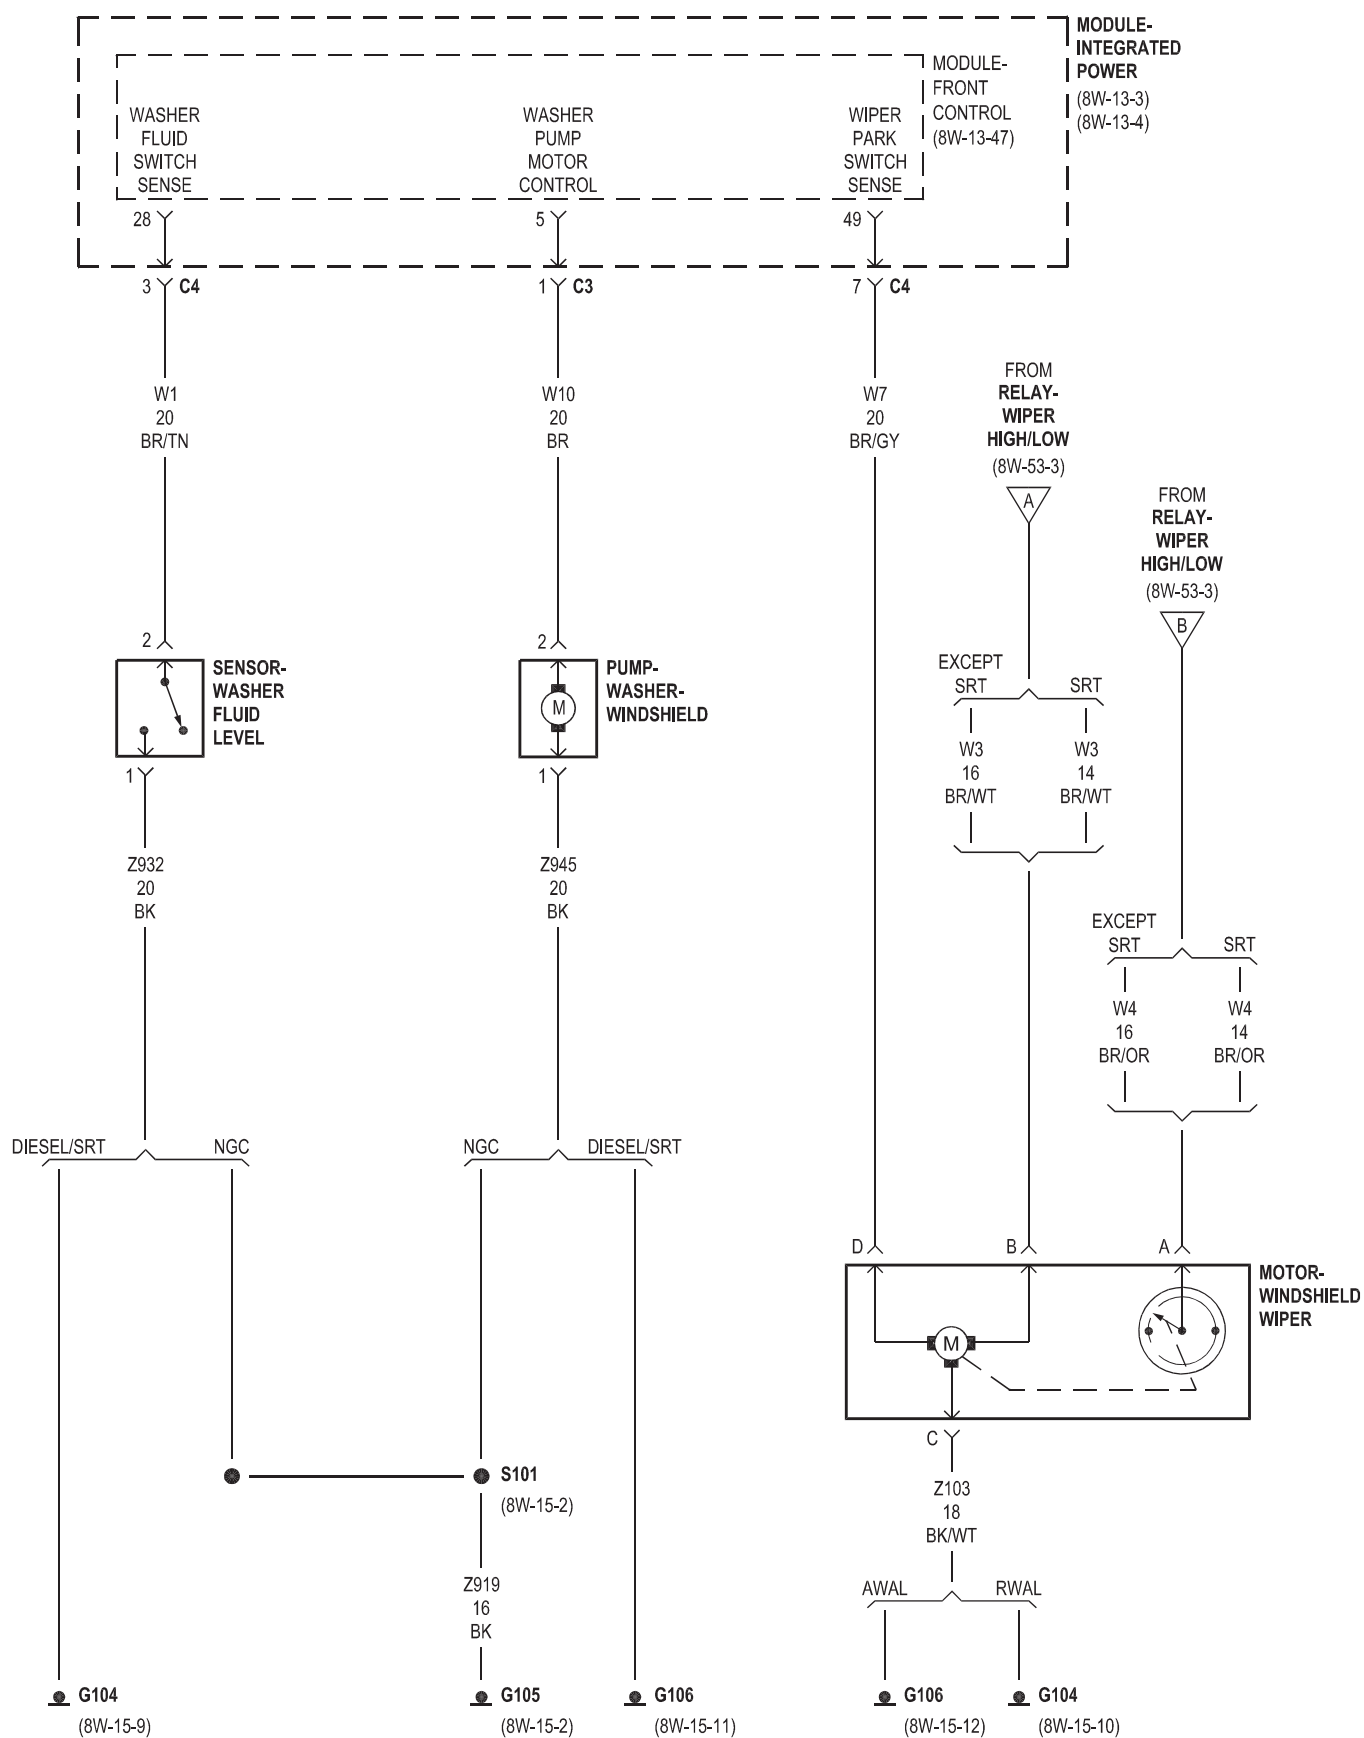 MODULE-
INTEGRATED
POWER
(8W-13-3)
(8W-13-4)
MODULE-
FRONT
CONTROL
(8W-13-47)
WASHER
FLUID
SWITCH
SENSE
WASHER
PUMP
MOTOR
CONTROL
WIPER
PARK
SWITCH
SENSE
28
5
49
3 C4
1 C3
7 C4
W1
20
BR/TN
W10
20
BR
W7
20
BR/GY
FROM
RELAY-
WIPER
HIGH/LOW
(8W-53-3)
A
FROM
RELAY-
WIPER
HIGH/LOW
(8W-53-3)
B
2
SENSOR-
WASHER
FLUID
LEVEL
1
2
M
PUMP-
WASHER-
WINDSHIELD
1
EXCEPT
SRT
SRT
W3
16
BR/WT
W3
14
BR/WT
Z932
20
BK
Z945
20
BK
EXCEPT
SRT
SRT
W4
16
BR/OR
W4
14
BR/OR
DIESEL/SRT
NGC
NGC
DIESEL/SRT
D
B
A
M
MOTOR-
WINDSHIELD
WIPER
C
S101
(8W-15-2)
Z103
18
BK/WT
Z919
16
BK
AWAL
RWAL
G104
(8W-15-9)
G105
(8W-15-2)
G106
(8W-15-11)
G106
(8W-15-12)
G104
(8W-15-10)